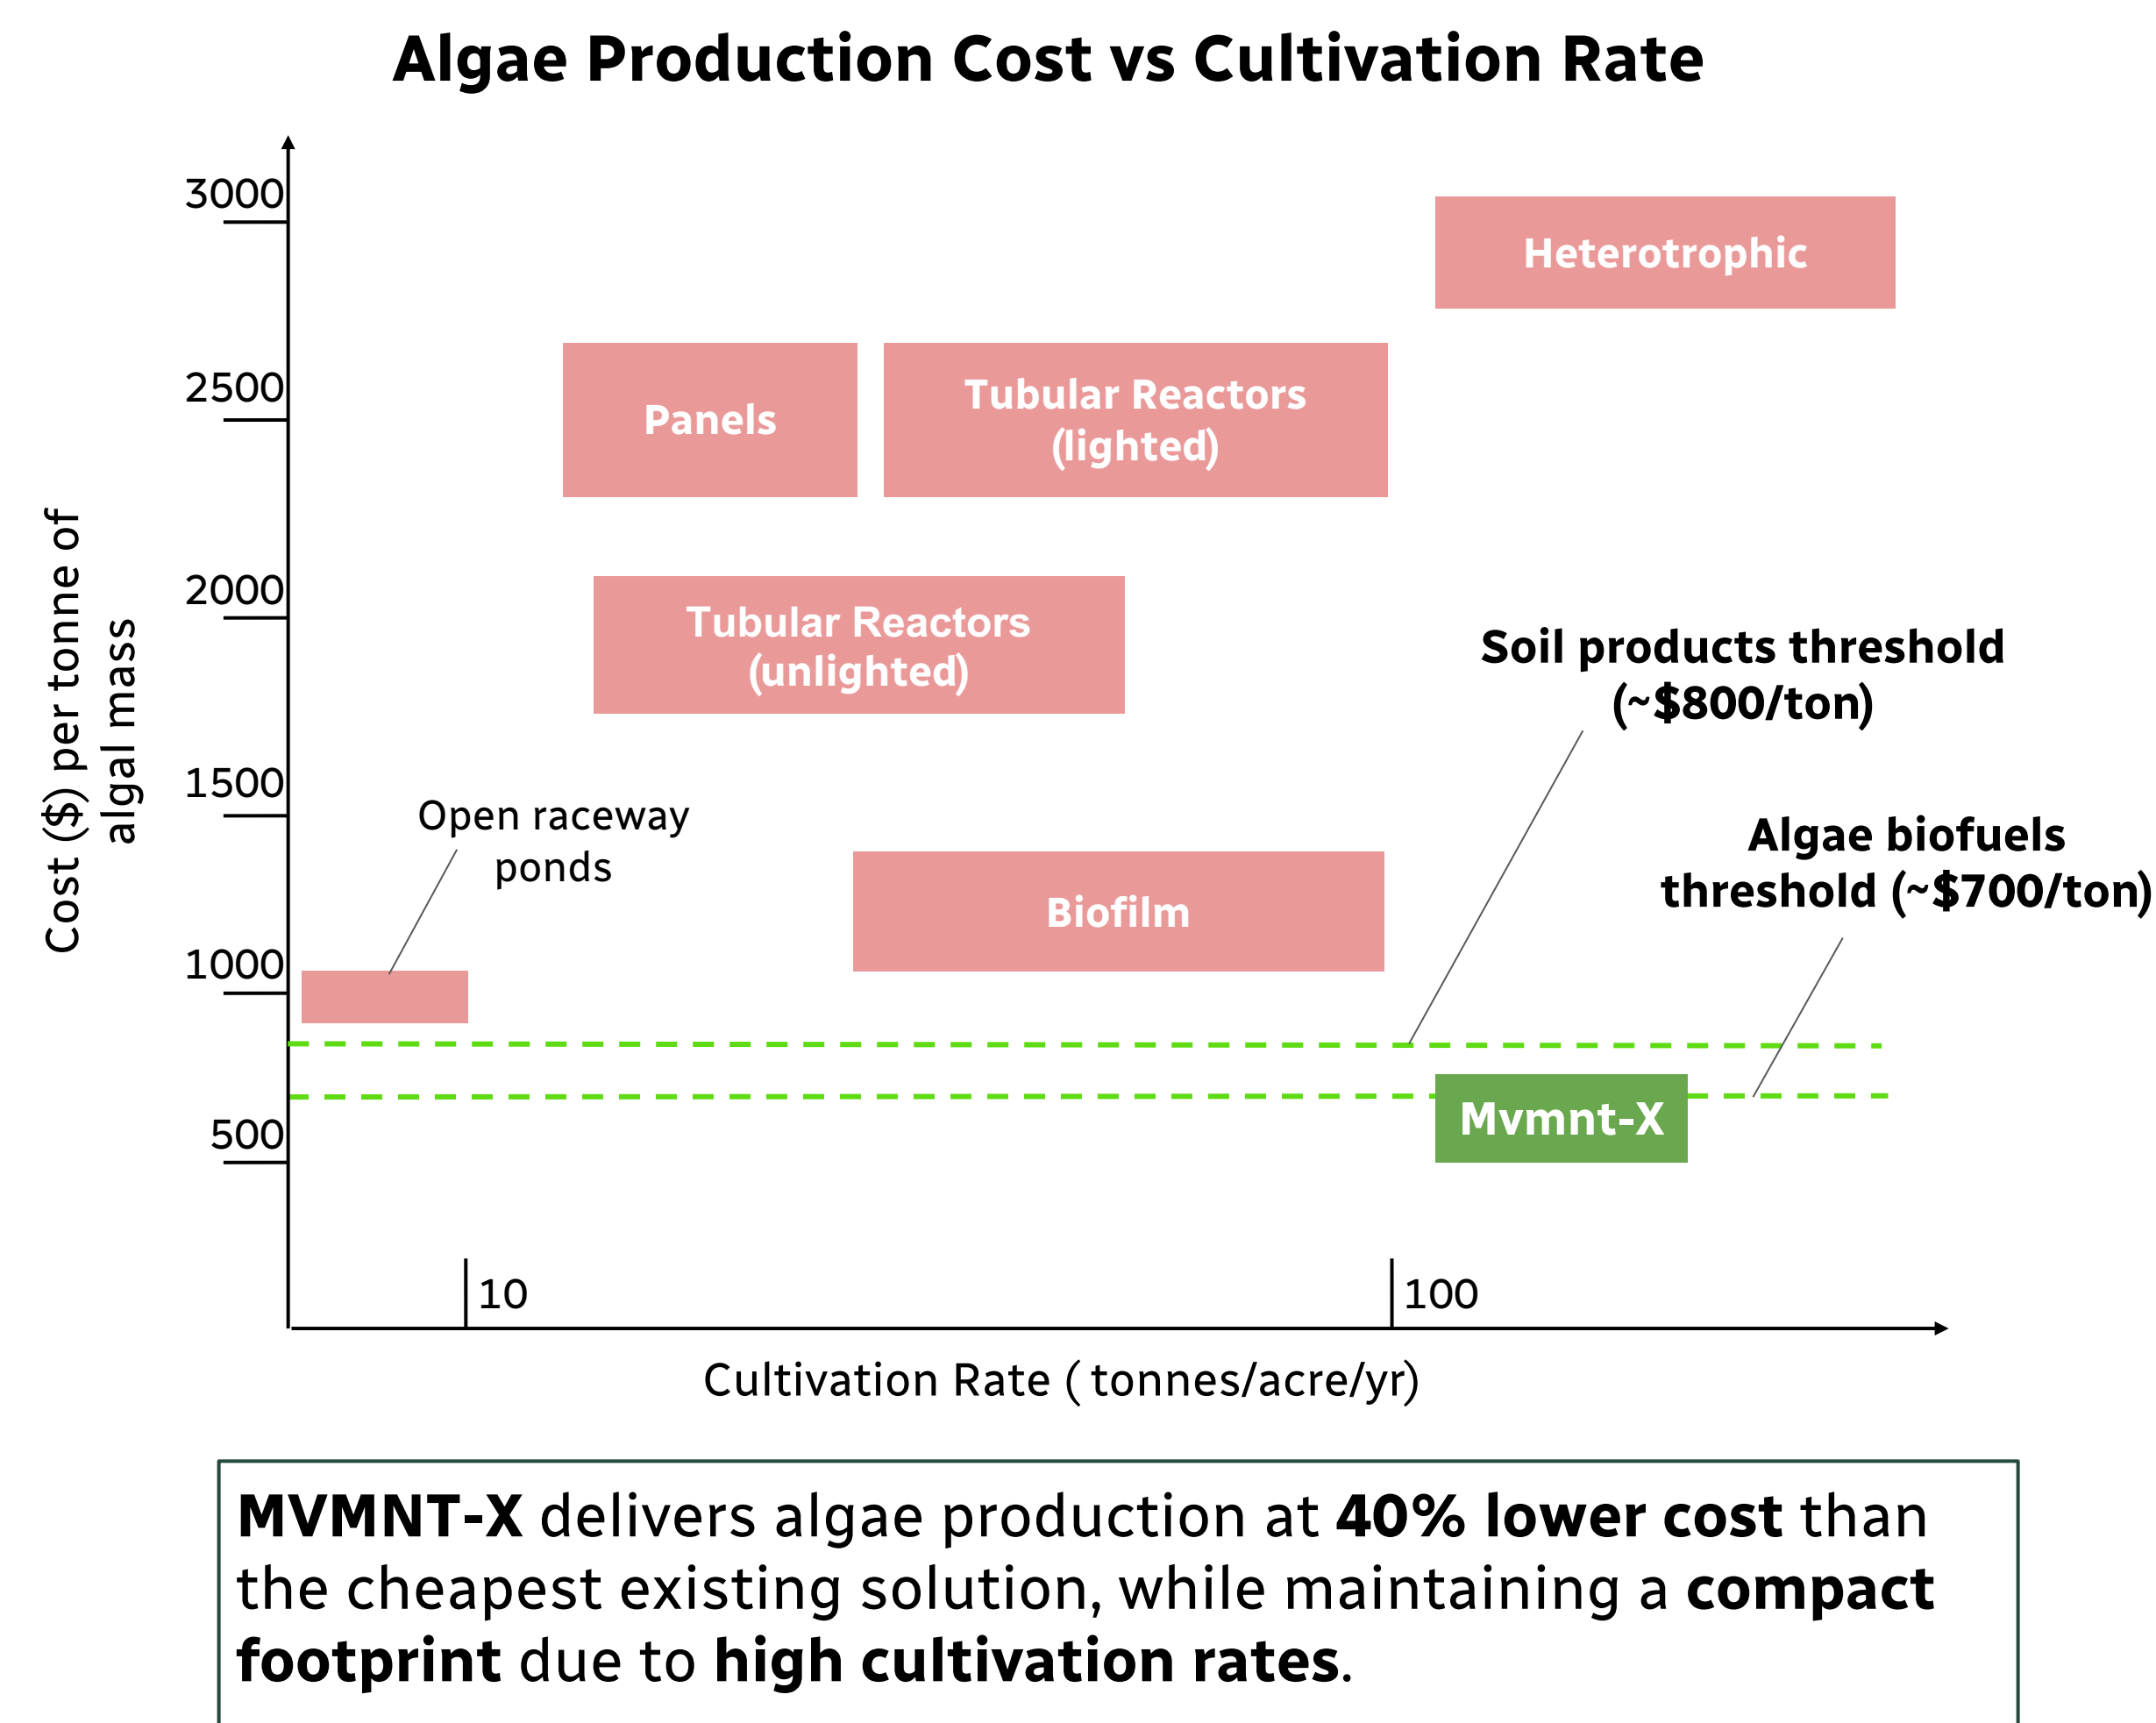 Algae Production Cost vs Cultivation Rate
3000
Heterotrophic
2500
Panels
Tubular Reactors
(lighted)
2000
Tubular Reactors
(unlighted)
Soil products threshold
(~$800/ton)
Cost ($) per tonne of
algal mass
1500
Open raceway
ponds
Algae biofuels
threshold (~$700/ton)
Biofilm
1000
500
Mvmnt-X
10
100
Cultivation Rate ( tonnes/acre/yr)
MVMNT-X delivers algae production at 40% lower cost than
the cheapest existing solution, while maintaining a compact
footprint due to high cultivation rates.